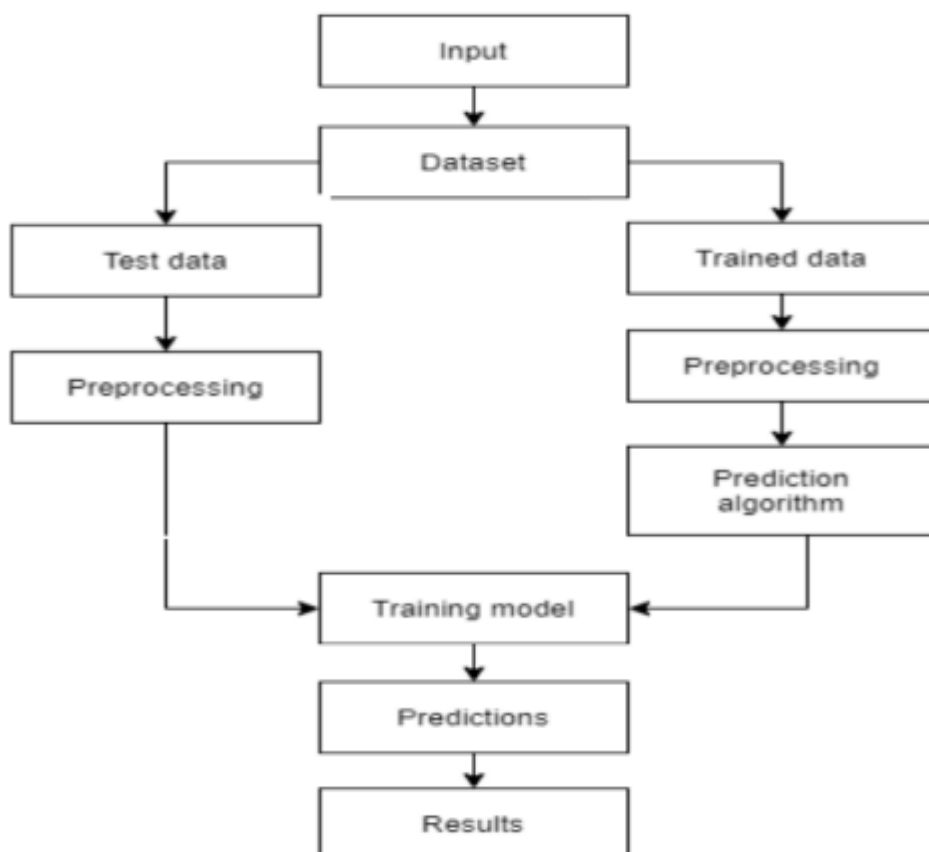 Input
Dataset
Test data
Trained data
Preprocessing
Preprocessing
Prediction
algorithm
Training model
Predictions
Results